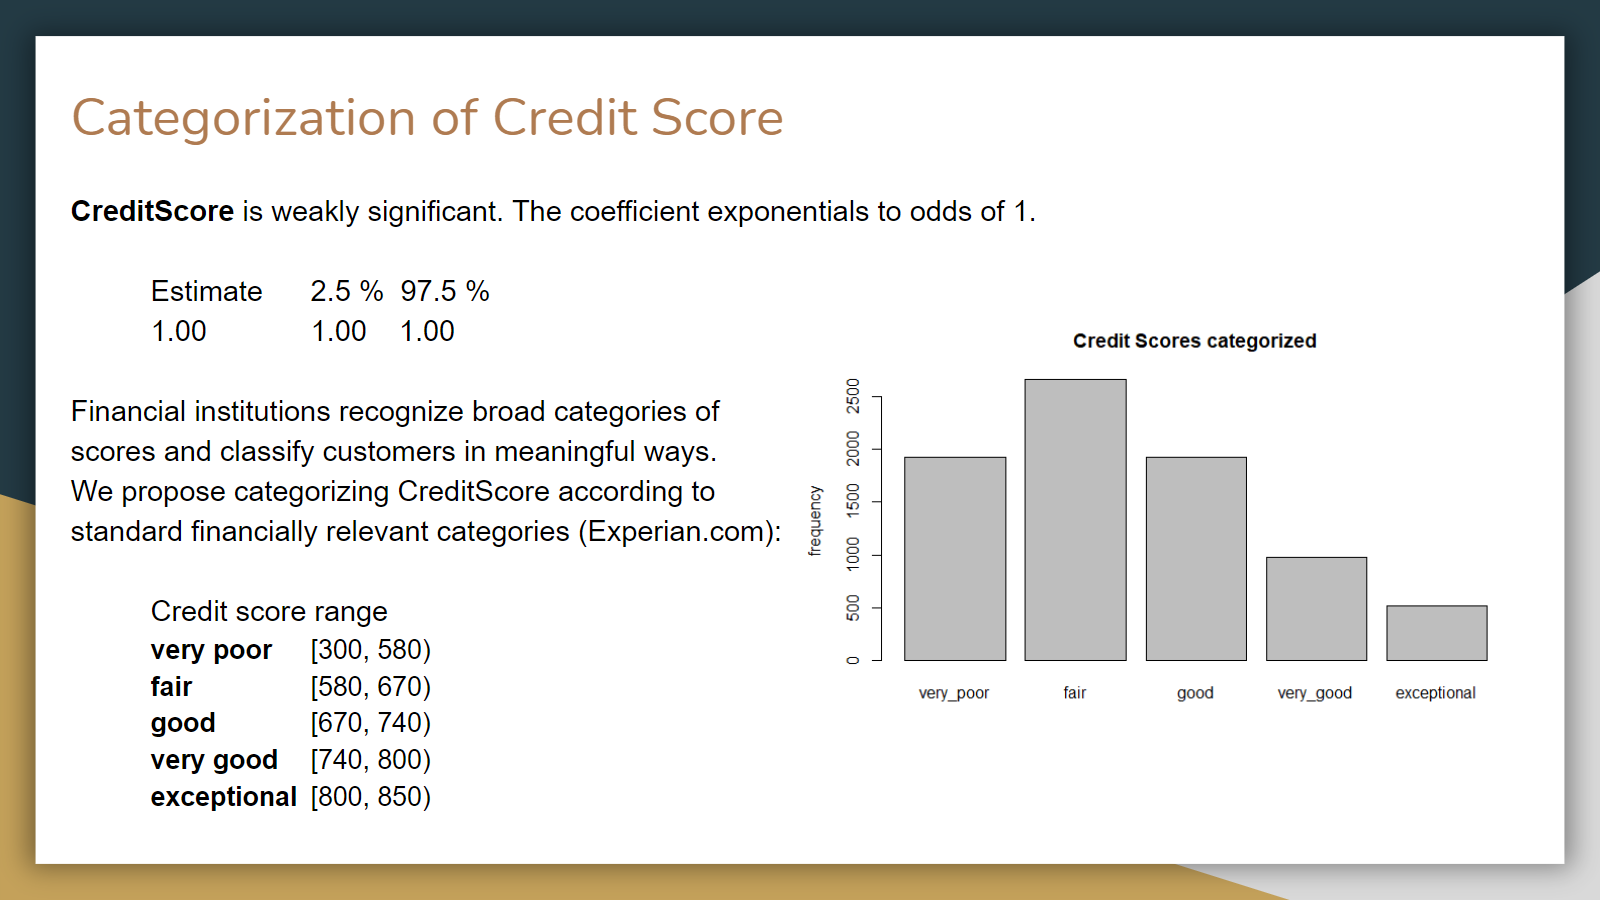 Categorization of Credit Score
CreditScore is weakly significant. The coefficient exponentials to odds of 1.
Estimate 2.5 % 97.5 %
1.00 1.00 1.00
Financial institutions recognize broad categories of
scores and classify customers in meaningful ways.
We propose categorizing CreditScore according to
standard financially relevant categories (Experian.com):
Credit score range
very poor [300, 580)
fair [580, 670)
good [670, 740)
very good [740, 800)
exceptional [800, 850)
Credit Scores categorized
frequency
2500
2000
1500
1000
500
0
very_poor fair good very_good exceptional